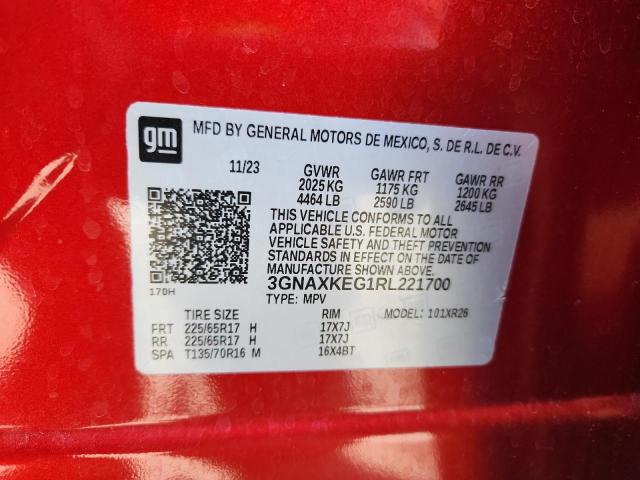 gm
MFD BY GENERAL MOTORS DE MEXICO, S. DE R.L. DE C.V.
11/23 GVWR GAWR FRT GAWR RR
2025 KG 1175 KG 1200 KG
4464 LB 2590 LB 2645 LB
THIS VEHICLE CONFORMS TO ALL
APPLICABLE U.S. FEDERAL MOTOR
VEHICLE SAFETY AND THEFT PREVENTION
STANDARDS IN EFFECT ON THE DATE OF
MANUFACTURE SHOWN ABOVE.
170H 3GNAXKEG1RL221700
TYPE: MPV
TIRE SIZE RIM MODEL: 101XR26
FRT 225/65R17 H 17X7J
RR 225/65R17 H 17X7J
SPA T135/70R16 M 16X4BT